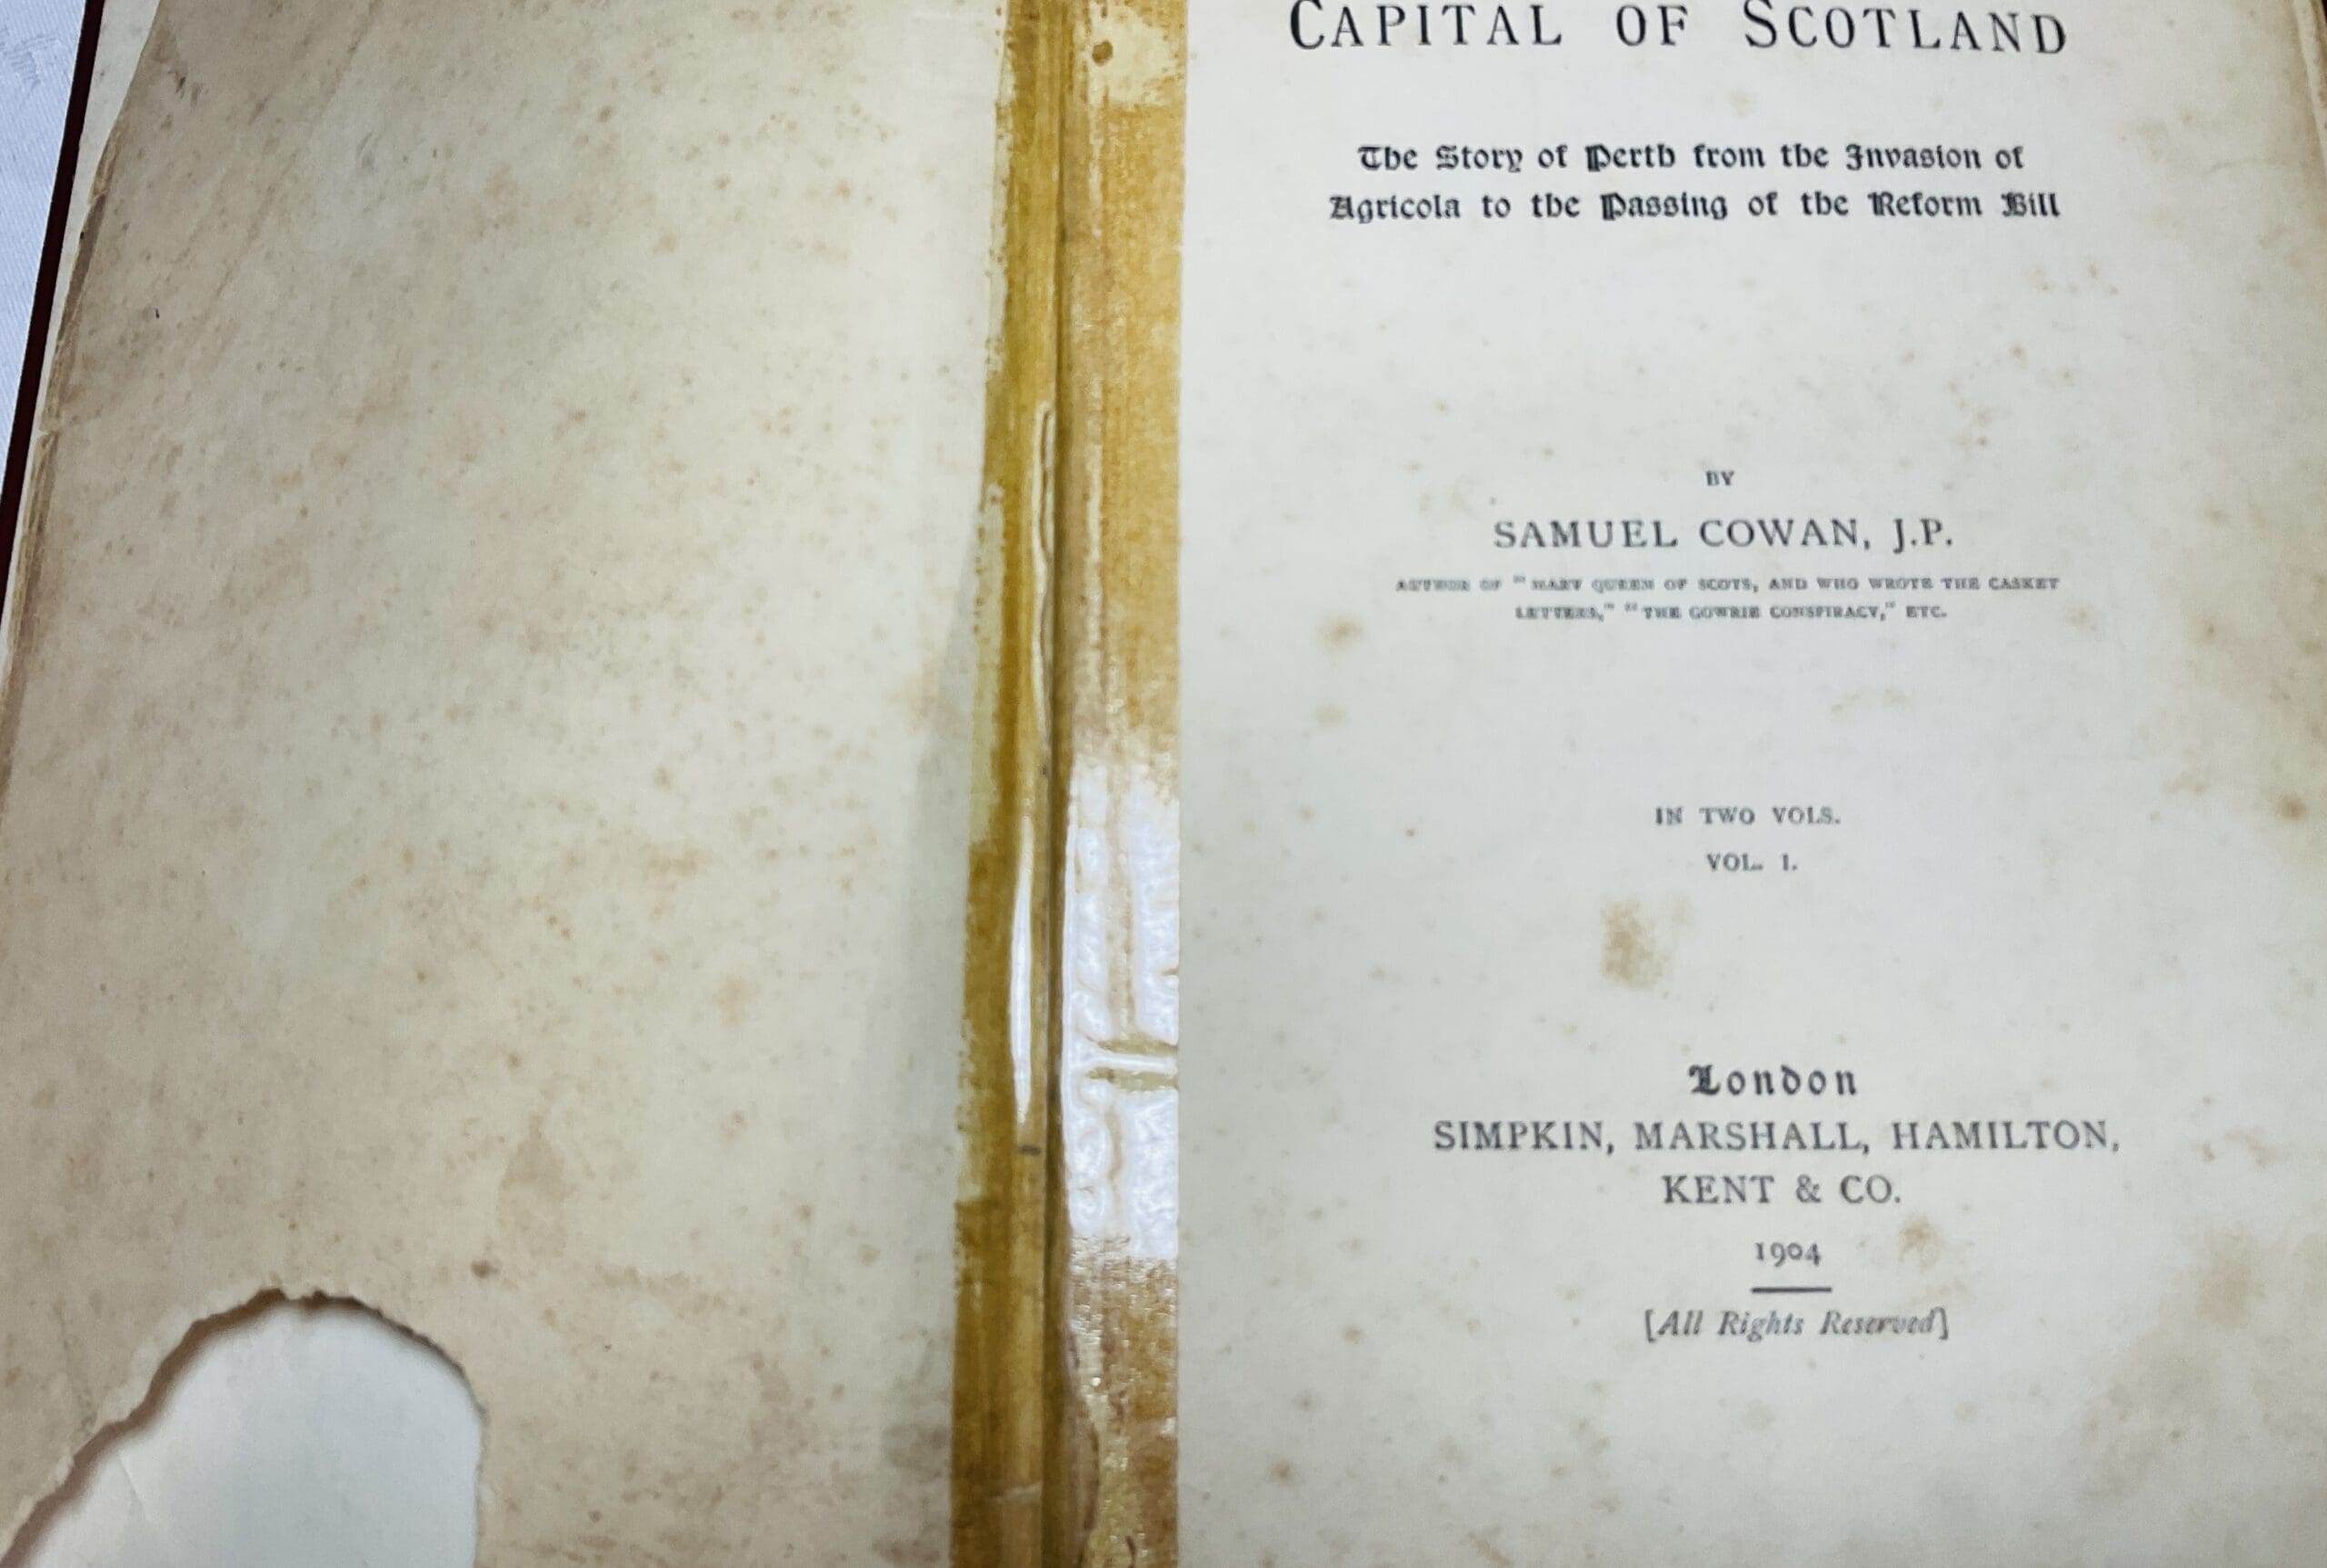 CAPITAL OF SCOTLAND
The Story of Perth from the Invasion of
Agricola to the Passing of the Reform Bill
BY
SAMUEL COWAN, J.P.
AUTHOR OF "MARY QUEEN OF SCOTS, AND WHO WROTE THE CASKET
LETTERS," "THE GOWRIE CONSPIRACY," ETC.
IN TWO VOLS.
VOL. I.
London
SIMPKIN, MARSHALL, HAMILTON,
KENT & CO.
1904
[All Rights Reserved]